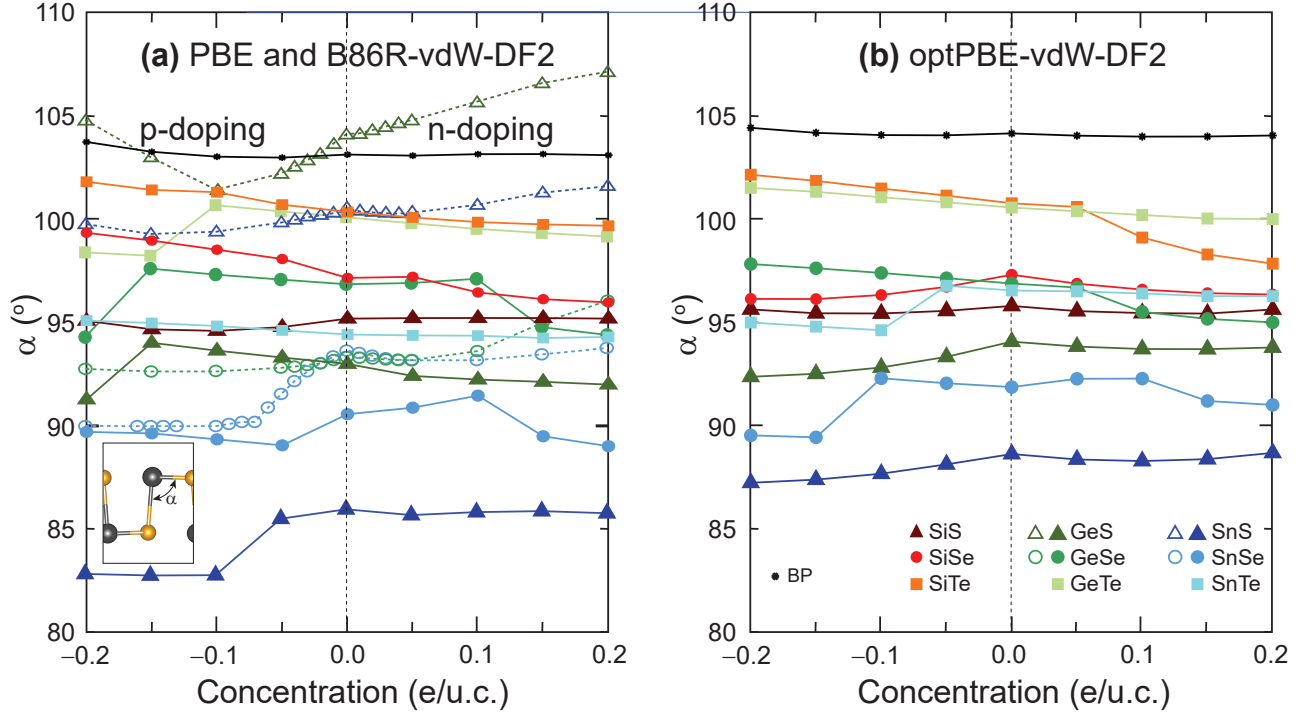 (a) PBE and B86R-vdW-DF2
p-doping
n-doping
110
105
100
95
90
85
80
α (°)
α
−0.2
−0.1
0.0
0.1
0.2
Concentration (e/u.c.)
(b) optPBE-vdW-DF2
110
105
100
95
90
85
80
α (°)
BP
SiS
GeS
SnS
SiSe
GeSe
SnSe
SiTe
GeTe
SnTe
−0.2
−0.1
0.0
0.1
0.2
Concentration (e/u.c.)